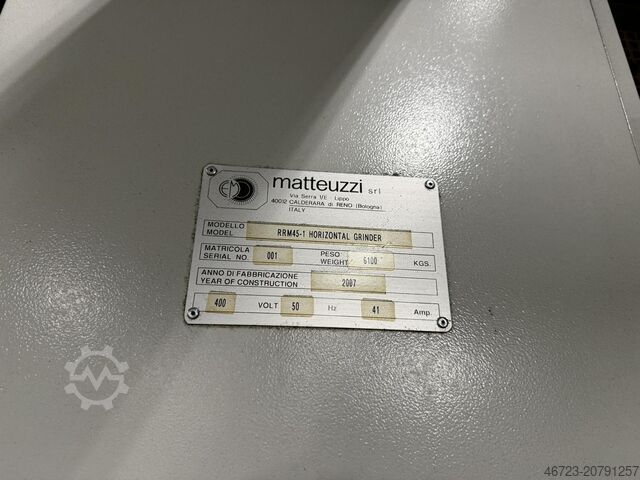 EM
matteuzzi srl
Via Serra 1/E Lippo
40012 CALDERARA di RENO (Bologna)
ITALY
MODELLO
MODEL
RRM45-1 HORIZONTAL GRINDER
MATRICOLA
SERIAL NO.
001
PESO
WEIGHT
6100
KGS.
ANNO DI FABBRICAZIONE
YEAR OF CONSTRUCTION
2007
400 VOLT 50 Hz 41 Amp.
46723-20791257